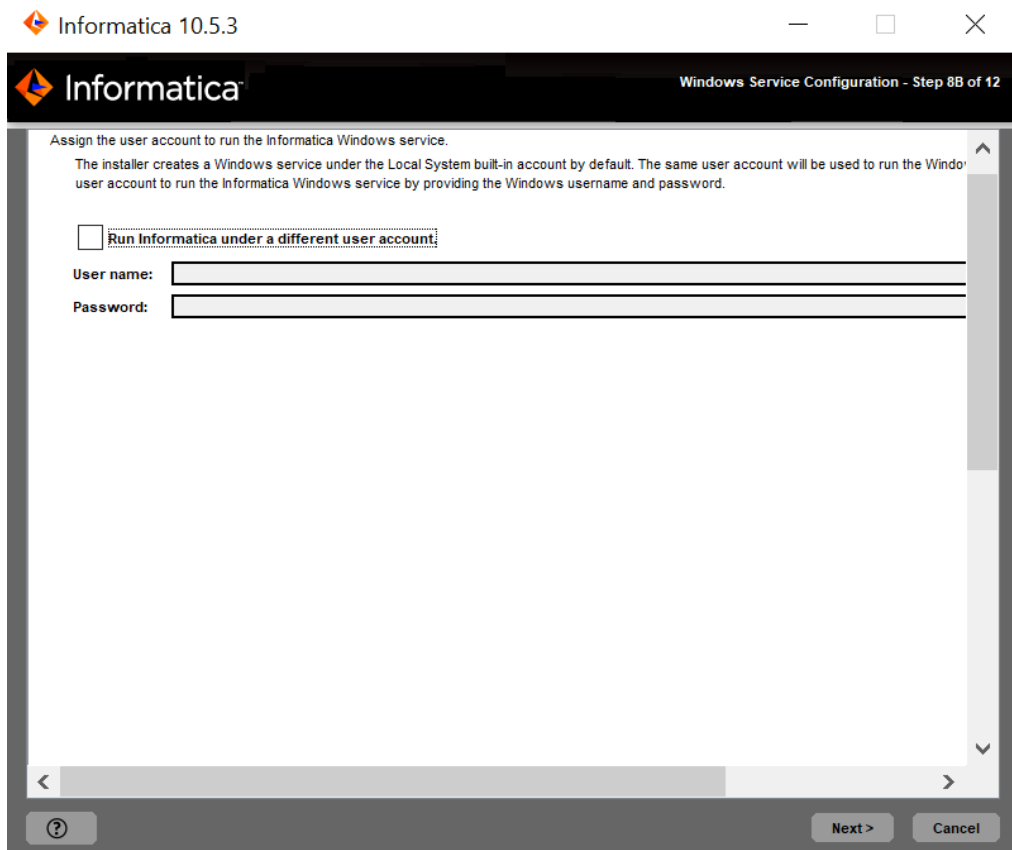 Informatica 10.5.3
Informatica
Windows Service Configuration - Step 8B of 12
Assign the user account to run the Informatica Windows service.
The installer creates a Windows service under the Local System built-in account by default. The same user account will be used to run the
user account to run the Informatica Windows service by providing the Windows username and password.
Run Informatica under a different user account.
User name:
Password:
Next >
Cancel